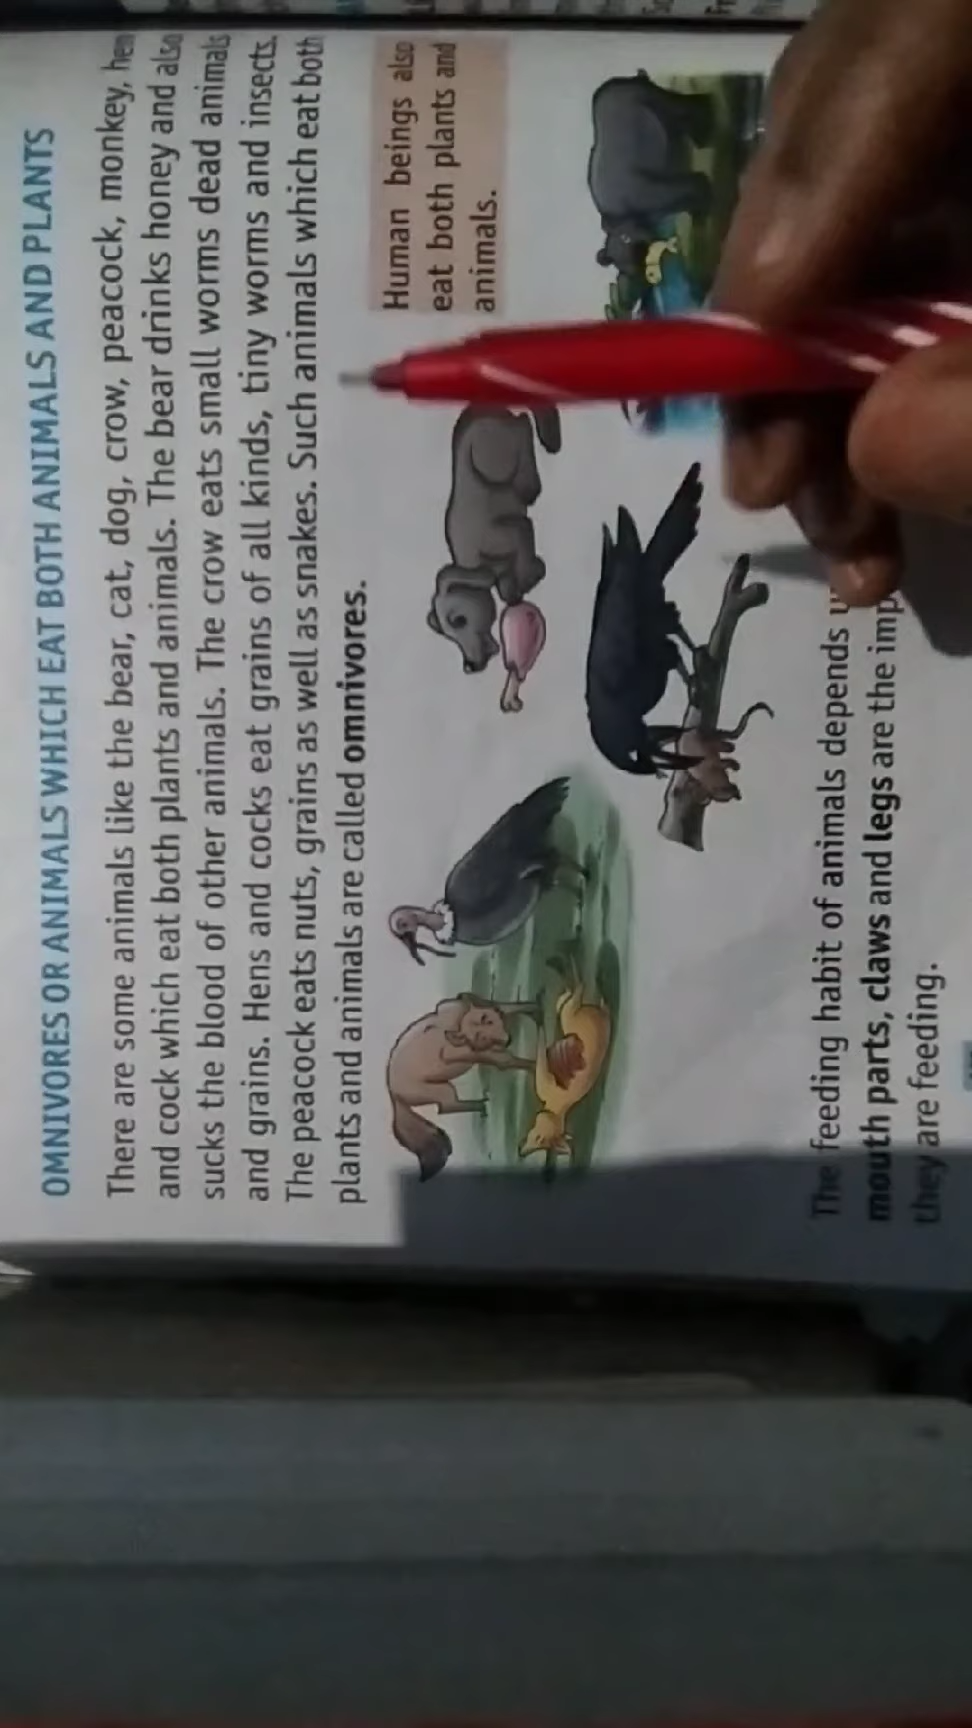 OMNIVORES OR ANIMALS WHICH EAT BOTH ANIMALS AND PLANTS
There are some animals like the bear, cat, dog, crow, peacock, monkey, hen
and cock which eat both plants and animals. The bear drinks honey and also
sucks the blood of other animals. The crow eats small worms dead animals
and grains. Hens and cocks eat grains of all kinds, tiny worms and insects.
The peacock eats nuts, grains as well as snakes. Such animals which eat both
plants and animals are called omnivores.
Human beings also
eat both plants and
animals.
The feeding habit of animals depends
mouth parts, claws and legs are the imp
they are feeding.